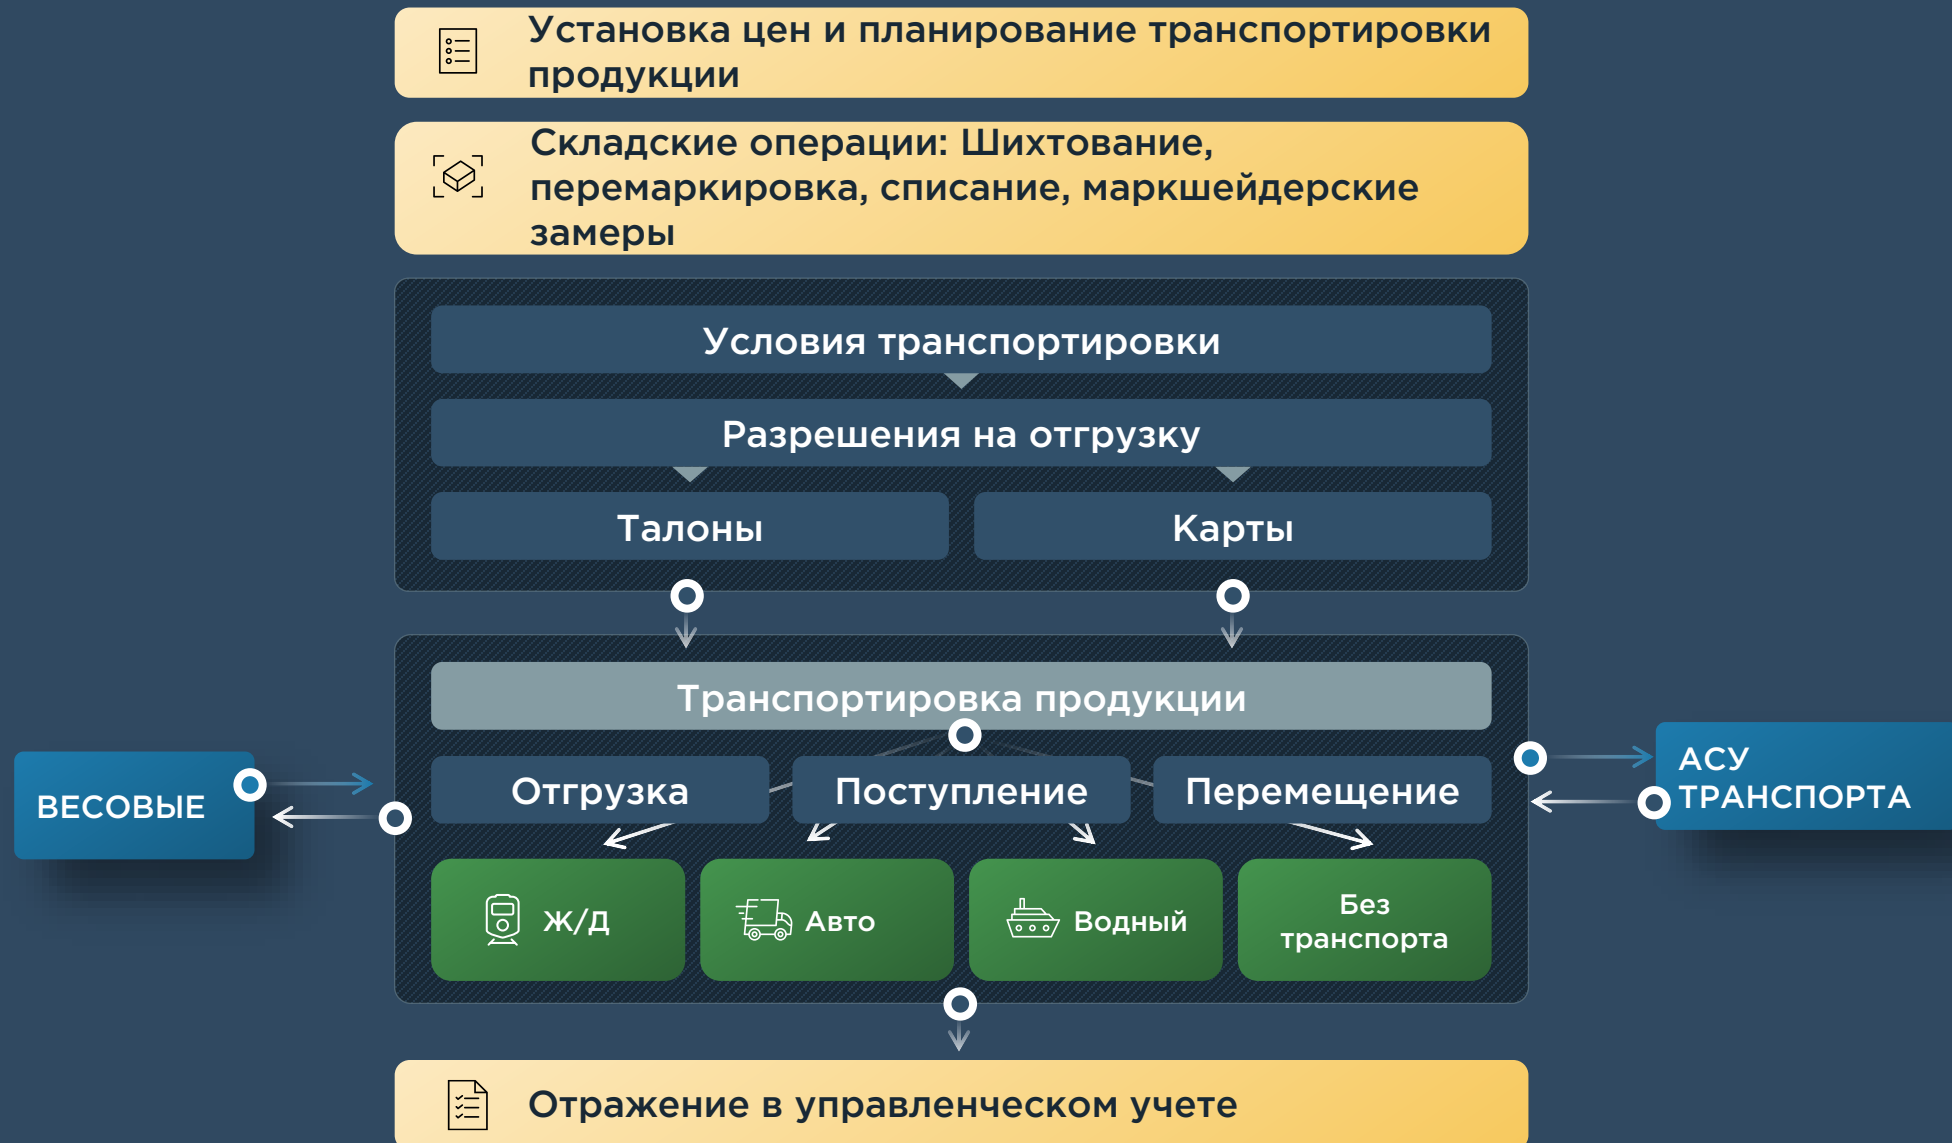 Установка цен и планирование транспортировки
продукции
Складские операции: Шихтование,
перемаркировка, списание, маркшейдерские
замеры
Условия транспортировки
Разрешения на отгрузку
Талоны
Карты
Транспортировка продукции
Отгрузка
Поступление
Перемещение
ВЕСОВЫЕ
АСУ
ТРАНСПОРТА
Ж/Д
Авто
Водный
Без
транспорта
Отражение в управленческом учете